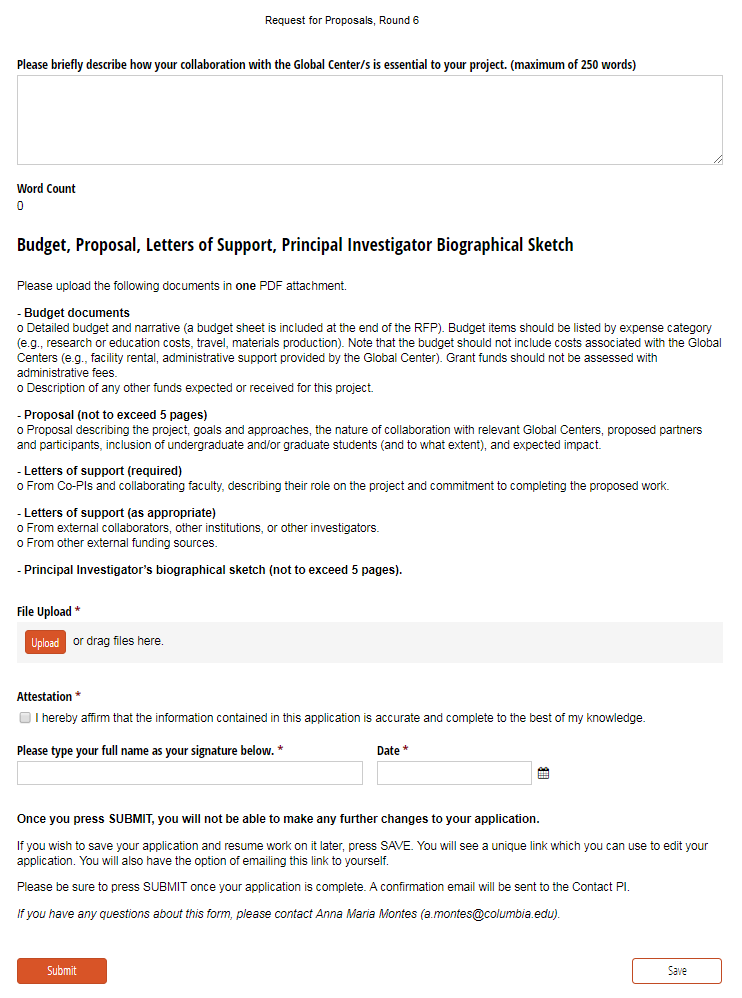 Request for Proposals, Round 6
Please briefly describe how your collaboration with the Global Center/s is essential to your project. (maximum of 250 words)
Word Count
0
Budget, Proposal, Letters of Support, Principal Investigator Biographical Sketch
Please upload the following documents in one PDF attachment.
- Budget documents
o Detailed budget and narrative (a budget sheet is included at the end of the RFP). Budget items should be listed by expense category
(e.g., research or education costs, travel, materials production). Note that the budget should not include costs associated with the Global
Centers (e.g., facility rental, administrative support provided by the Global Center). Grant funds should not be assessed with
administrative fees.
o Description of any other funds expected or received for this project.
- Proposal (not to exceed 5 pages)
o Proposal describing the project, goals and approaches, the nature of collaboration with relevant Global Centers, proposed partners
and participants, inclusion of undergraduate and/or graduate students (and to what extent), and expected impact.
- Letters of support (required)
o From Co-PIs and collaborating faculty, describing their role on the project and commitment to completing the proposed work.
- Letters of support (as appropriate)
o From external collaborators, other institutions, or other investigators.
o From other external funding sources.
- Principal Investigator's biographical sketch (not to exceed 5 pages).
File Upload *
Upload or drag files here.
Attestation *
I hereby affirm that the information contained in this application is accurate and complete to the best of my knowledge.
Please type your full name as your signature below. * Date *
Once you press SUBMIT, you will not be able to make any further changes to your application.
If you wish to save your application and resume work on it later, press SAVE. You will see a unique link which you can use to edit your
application. You will also have the option of emailing this link to yourself.
Please be sure to press SUBMIT once your application is complete. A confirmation email will be sent to the Contact PI.
If you have any questions about this form, please contact Anna Maria Montes (a.montes@columbia.edu).
Submit Save